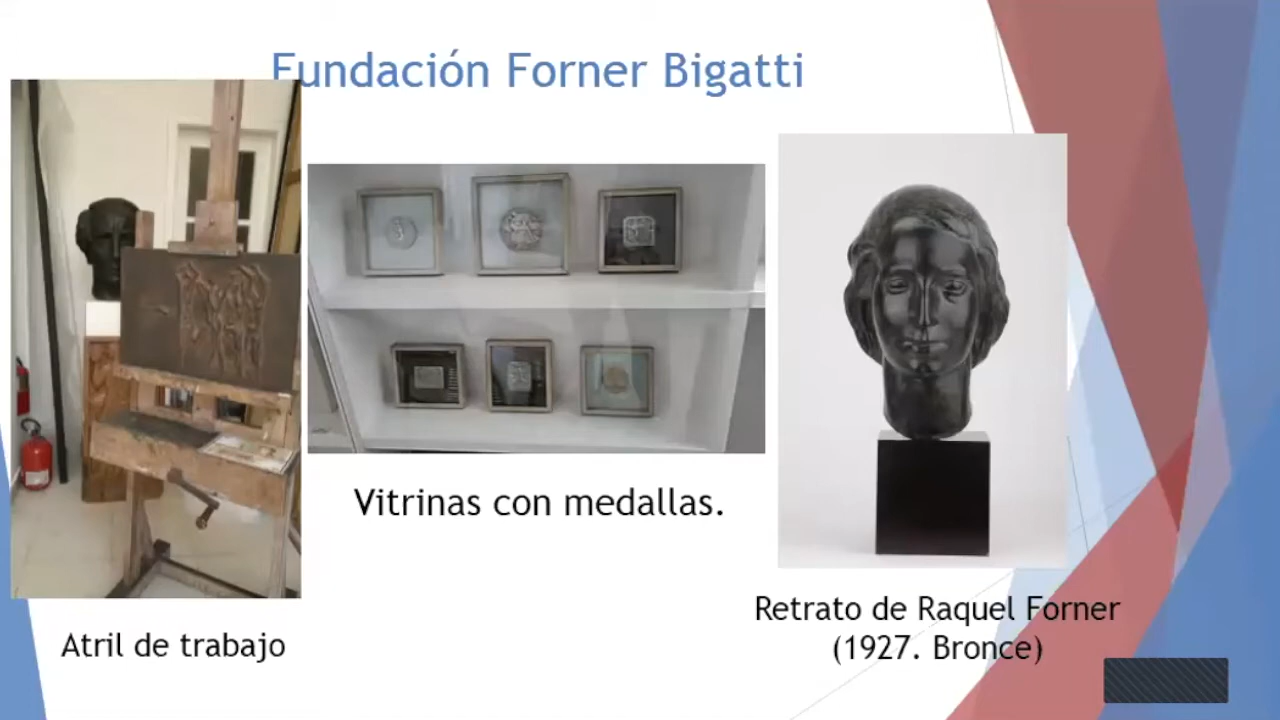 Fundación Forner Bigatti
Vitrinas con medallas.
Retrato de Raquel Forner
(1927. Bronce)
Atril de trabajo